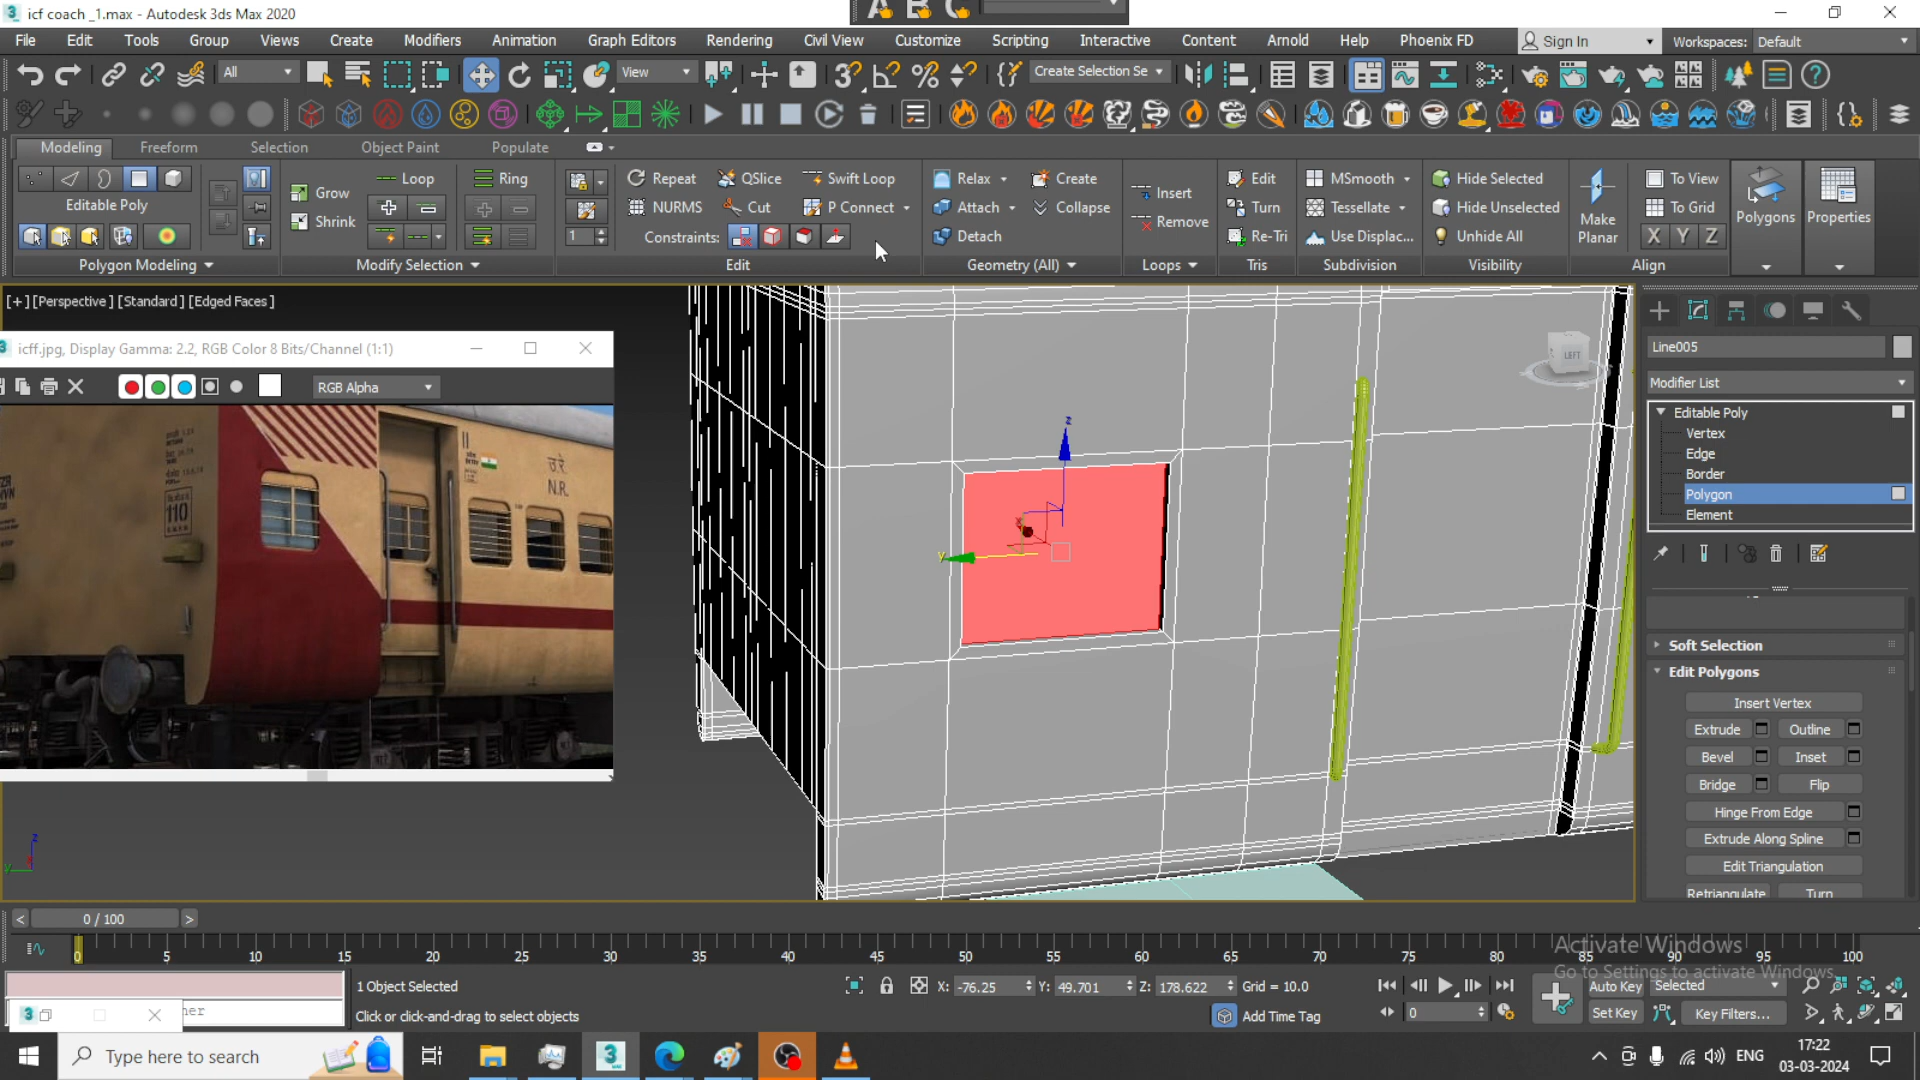 icf coach _1.max - Autodesk 3ds Max 2020
File Edit Tools Group Views Create Modifiers Animation Graph Editors Rendering Civil View Customize Scripting Interactive Content Arnold Help Phoenix FD Sign In Workspaces: Default
All View Create Selection Se
Modeling Freeform Selection Object Paint Populate
Grow Loop Ring Repeat QSlice Swift Loop Relax Create Insert Edit MSmooth Hide Selected To View
Editable Poly Shrink NURMS Cut P Connect Attach Collapse Remove Turn Tessellate Hide Unselected Make Planar To Grid Polygons Properties
1 Constraints: Detach Re-Tri Use Displac... Unhide All X Y Z
Polygon Modeling Modify Selection Edit Geometry (All) Loops Tris Subdivision Visibility Align
[+] [Perspective] [Standard] [Edged Faces]
icff.jpg, Display Gamma: 2.2, RGB Color 8 Bits/Channel (1:1)
RGB Alpha
110
उ.रे.
N.R.
LEFT
z
y
z
Line005
Modifier List
Editable Poly
Vertex
Edge
Border
Polygon
Element
Soft Selection
Edit Polygons
Insert Vertex
Extrude Outline
Bevel Inset
Bridge Flip
Hinge From Edge
Extrude Along Spline
Edit Triangulation
Retriangulate Turn
< 0 / 100 >
0 5 10 15 20 25 30 35 40 45 50 55 60 65 70 75 80 85 90 95 100
Activate Windows
Go to Settings to activate Windows.
1 Object Selected X: -76.25 Y: 49.701 Z: 178.622 Grid = 10.0 Auto Key Selected
Click or click-and-drag to select objects Add Time Tag 0 Set Key Key Filters...
Type here to search
ENG
17:22
03-03-2024